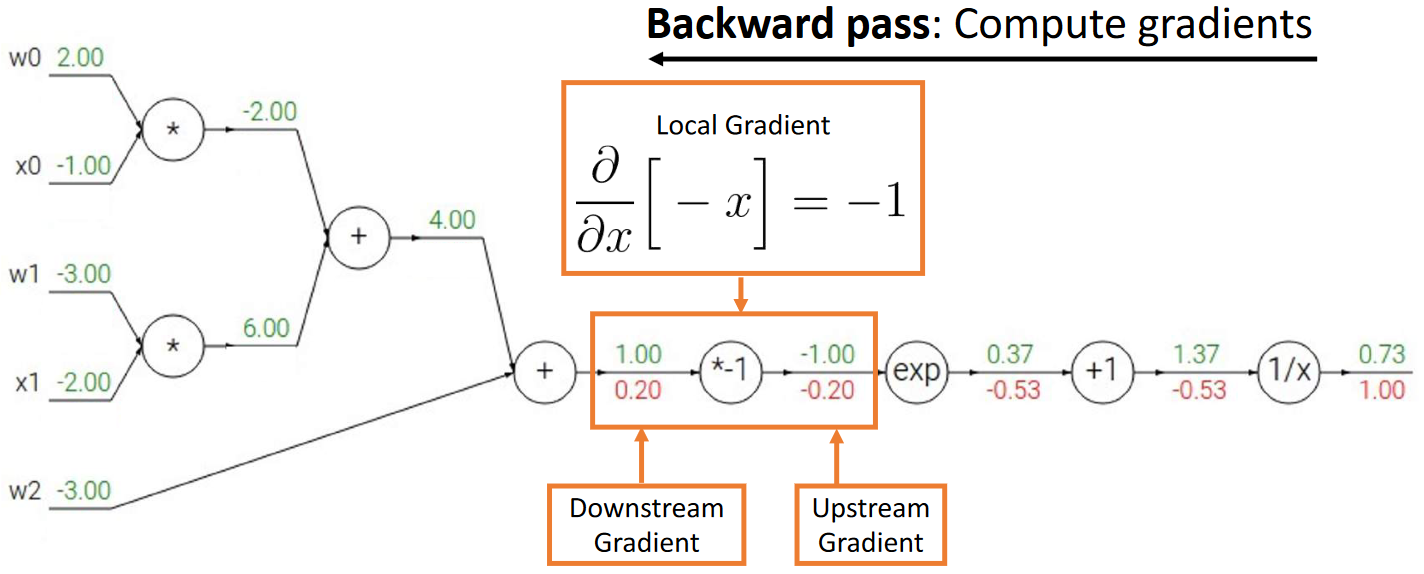 Backward pass: Compute gradients
w0 2.00
-2.00
*
x0 -1.00
Local Gradient
∂/∂x [ - x ] = -1
4.00
+
w1 -3.00
6.00
*
x1 -2.00
1.00
-1.00
0.37
1.37
0.73
+
*-1
exp
+1
1/x
0.20
-0.20
-0.53
-0.53
1.00
w2 -3.00
Downstream
Gradient
Upstream
Gradient